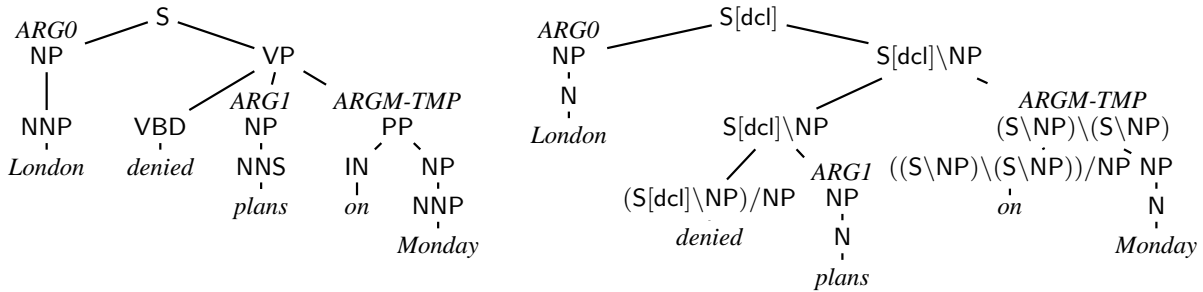 ARG0 S
NP VP
ARG1 ARGM-TMP
NNP VBD NP PP
London denied NNS IN NP
plans on NNP
Monday
ARG0 S[dcl]
NP S[dcl]\NP
N ARGM-TMP
London S[dcl]\NP (S\NP)\(S\NP)
ARG1 ((S\NP)\(S\NP))/NP NP
(S[dcl]\NP)/NP NP on N
denied N Monday
plans